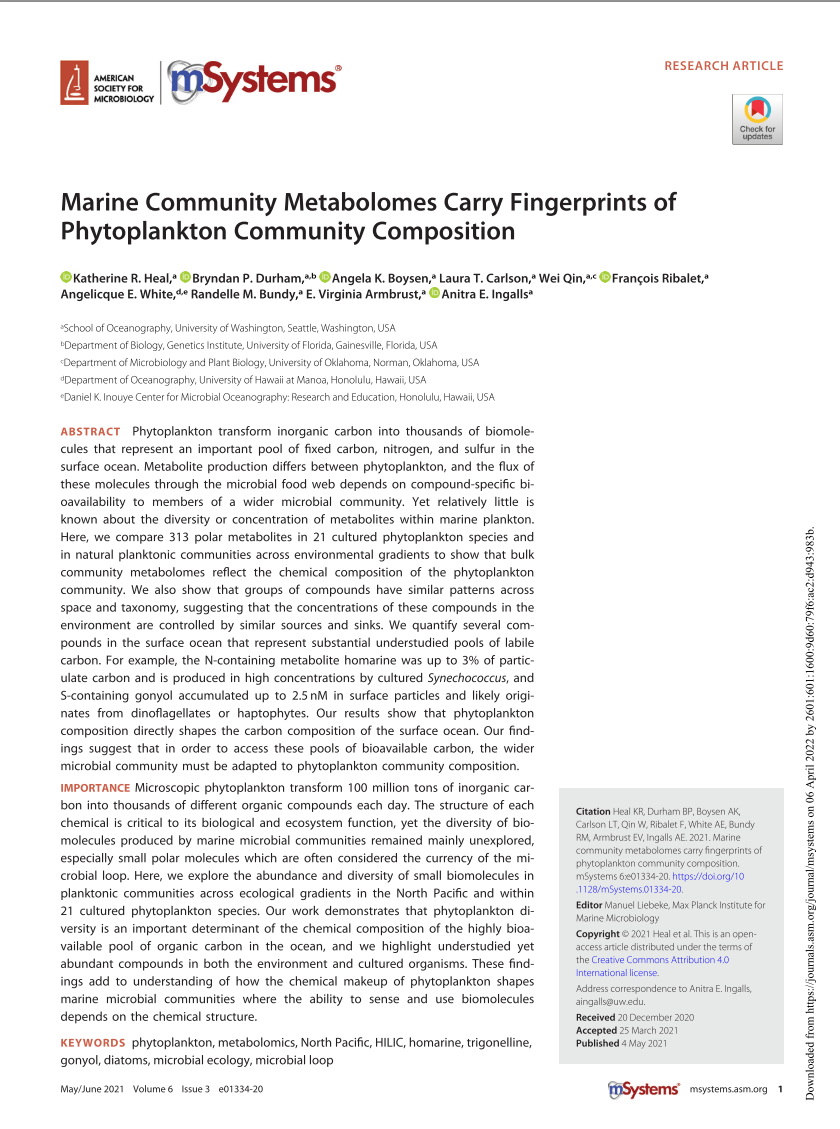 AMERICAN
SOCIETY FOR
MICROBIOLOGY
mSystems®
RESEARCH ARTICLE
Check for
updates
Marine Community Metabolomes Carry Fingerprints of
Phytoplankton Community Composition
Katherine R. Heal,ᵃ Bryndan P. Durham,ᵃ,ᵇ Angela K. Boysen,ᵃ Laura T. Carlson,ᵃ Wei Qin,ᵃ,ᶜ François Ribalet,ᵃ
Angelicque E. White,ᵈ,ᵉ Randelle M. Bundy,ᵃ E. Virginia Armbrust,ᵃ Anitra E. Ingallsᵃ
ᵃSchool of Oceanography, University of Washington, Seattle, Washington, USA
ᵇDepartment of Biology, Genetics Institute, University of Florida, Gainesville, Florida, USA
ᶜDepartment of Microbiology and Plant Biology, University of Oklahoma, Norman, Oklahoma, USA
ᵈDepartment of Oceanography, University of Hawaii at Manoa, Honolulu, Hawaii, USA
ᵉDaniel K. Inouye Center for Microbial Oceanography: Research and Education, Honolulu, Hawaii, USA
ABSTRACT Phytoplankton transform inorganic carbon into thousands of biomole-
cules that represent an important pool of fixed carbon, nitrogen, and sulfur in the
surface ocean. Metabolite production differs between phytoplankton, and the flux of
these molecules through the microbial food web depends on compound-specific bi-
oavailability to members of a wider microbial community. Yet relatively little is
known about the diversity or concentration of metabolites within marine plankton.
Here, we compare 313 polar metabolites in 21 cultured phytoplankton species and
in natural planktonic communities across environmental gradients to show that bulk
community metabolomes reflect the chemical composition of the phytoplankton
community. We also show that groups of compounds have similar patterns across
space and taxonomy, suggesting that the concentrations of these compounds in the
environment are controlled by similar sources and sinks. We quantify several com-
pounds in the surface ocean that represent substantial understudied pools of labile
carbon. For example, the N-containing metabolite homarine was up to 3% of partic-
ulate carbon and is produced in high concentrations by cultured Synechococcus, and
S-containing gonyol accumulated up to 2.5 nM in surface particles and likely origi-
nates from dinoflagellates or haptophytes. Our results show that phytoplankton
composition directly shapes the carbon composition of the surface ocean. Our find-
ings suggest that in order to access these pools of bioavailable carbon, the wider
microbial community must be adapted to phytoplankton community composition.
IMPORTANCE Microscopic phytoplankton transform 100 million tons of inorganic car-
bon into thousands of different organic compounds each day. The structure of each
chemical is critical to its biological and ecosystem function, yet the diversity of bio-
molecules produced by marine microbial communities remained mainly unexplored,
especially small polar molecules which are often considered the currency of the mi-
crobial loop. Here, we explore the abundance and diversity of small biomolecules in
planktonic communities across ecological gradients in the North Pacific and within
21 cultured phytoplankton species. Our work demonstrates that phytoplankton di-
versity is an important determinant of the chemical composition of the highly bioa-
vailable pool of organic carbon in the ocean, and we highlight understudied yet
abundant compounds in both the environment and cultured organisms. These find-
ings add to understanding of how the chemical makeup of phytoplankton shapes
marine microbial communities where the ability to sense and use biomolecules
depends on the chemical structure.
KEYWORDS phytoplankton, metabolomics, North Pacific, HILIC, homarine, trigonelline,
gonyol, diatoms, microbial ecology, microbial loop
Citation Heal KR, Durham BP, Boysen AK,
Carlson LT, Qin W, Ribalet F, White AE, Bundy
RM, Armbrust EV, Ingalls AE. 2021. Marine
community metabolomes carry fingerprints of
phytoplankton community composition.
mSystems 6:e01334-20. https://doi.org/10
.1128/mSystems.01334-20.
Editor Manuel Liebeke, Max Planck Institute for
Marine Microbiology
Copyright © 2021 Heal et al. This is an open-
access article distributed under the terms of
the Creative Commons Attribution 4.0
International license.
Address correspondence to Anitra E. Ingalls,
aingalls@uw.edu.
Received 20 December 2020
Accepted 25 March 2021
Published 4 May 2021
May/June 2021 Volume 6 Issue 3 e01334-20
mSystems® msystems.asm.org 1
Downloaded from https://journals.asm.org/journal/msystems on 06 April 2022 by 2601:601:1600:9d60:79f6:ac2:d943:983b.